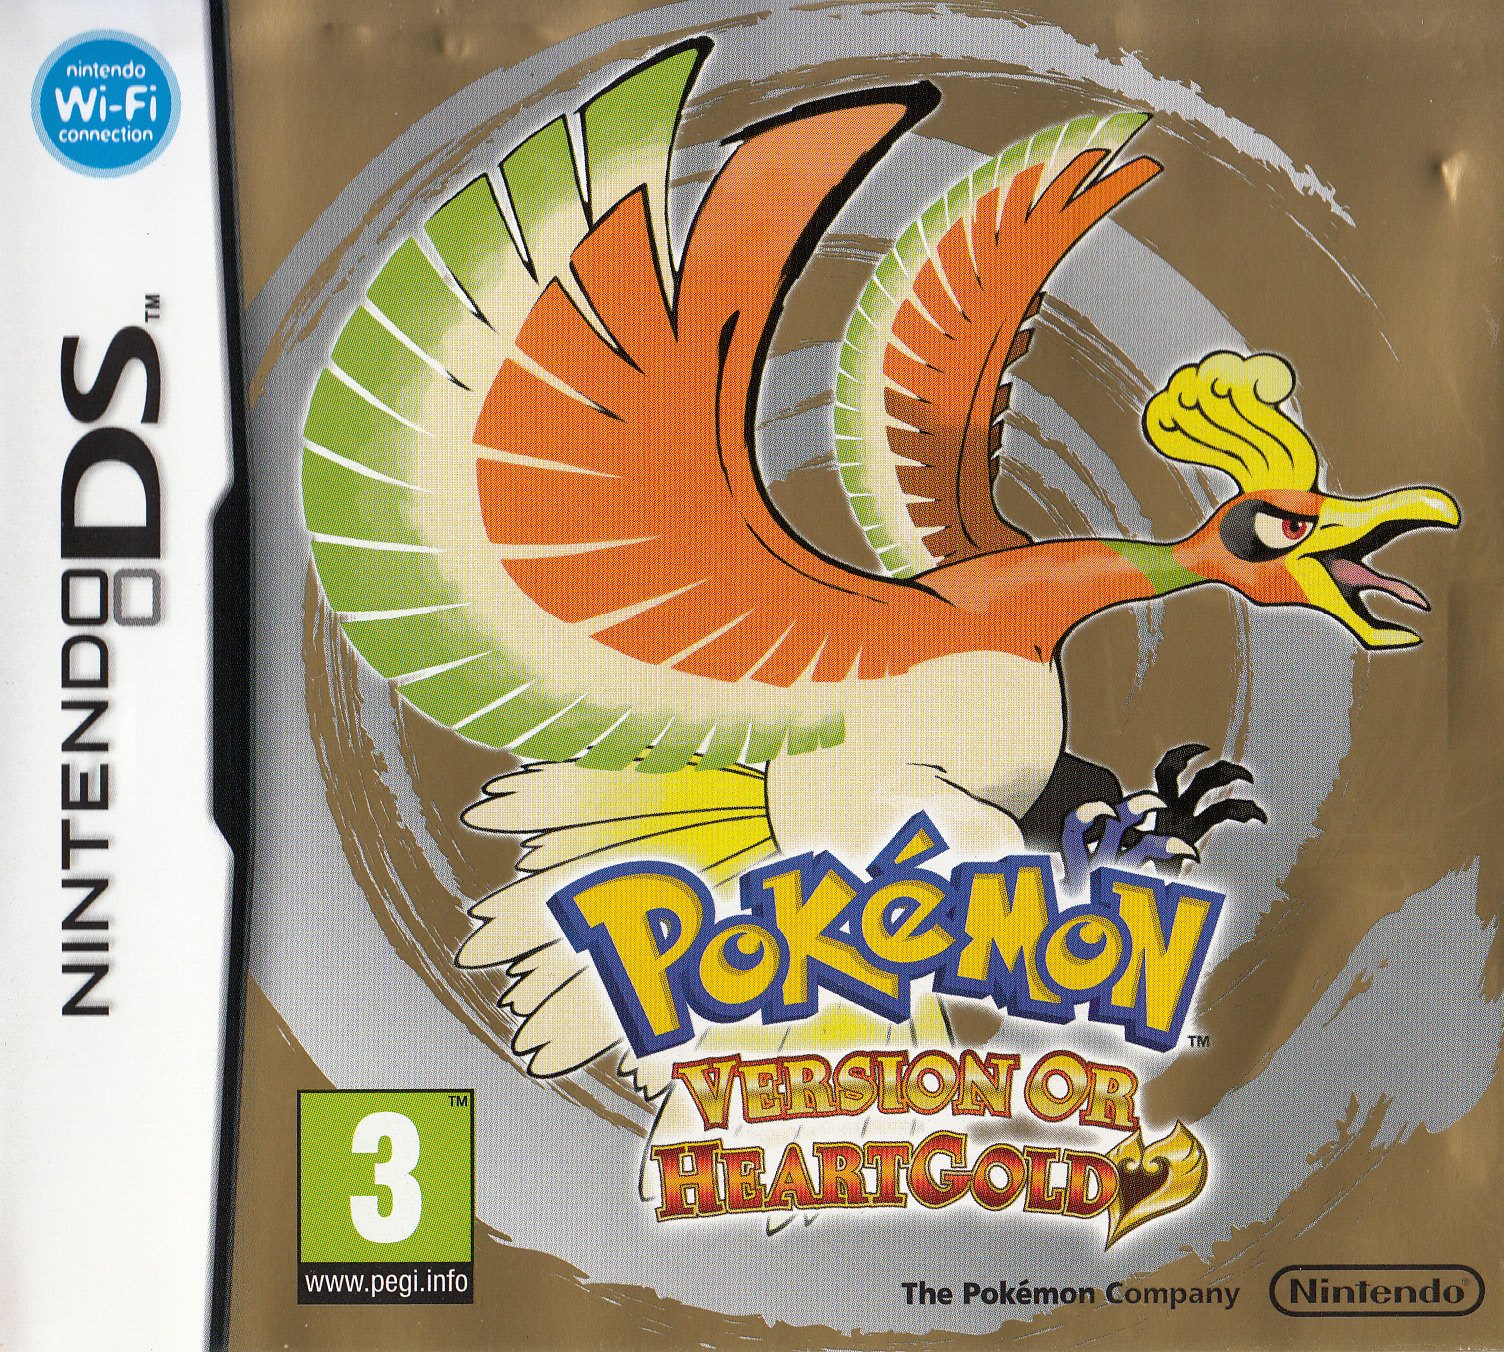 nintendo
Wi-Fi
connection
NINTENDO DS™
POKÉMON™
VERSION OR
HEARTGOLD
3™
www.pegi.info
The Pokémon Company
Nintendo®